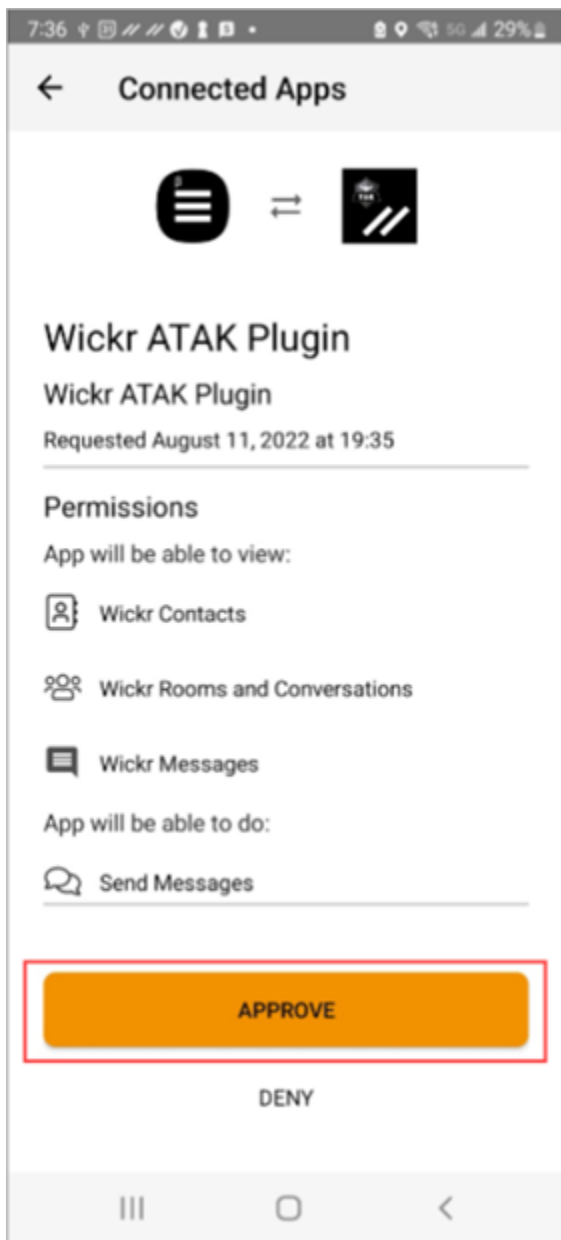 7:36 5G 29%
Connected Apps
Wickr ATAK Plugin
Wickr ATAK Plugin
Requested August 11, 2022 at 19:35
Permissions
App will be able to view:
Wickr Contacts
Wickr Rooms and Conversations
Wickr Messages
App will be able to do:
Send Messages
APPROVE
DENY